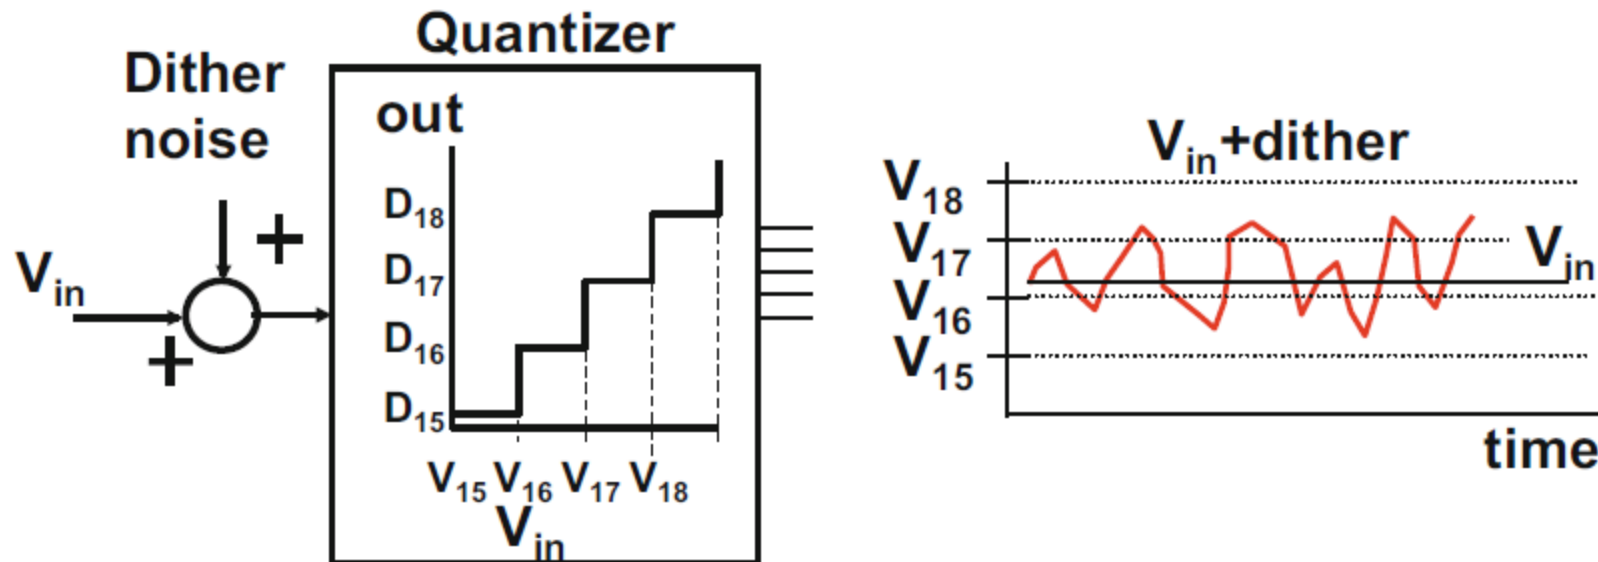 Quantizer
Dither
noise
+
V_in
+
out
D_18
D_17
D_16
D_15
V_15 V_16 V_17 V_18
V_in
V_in+dither
V_18
V_17
V_16
V_15
V_in
time